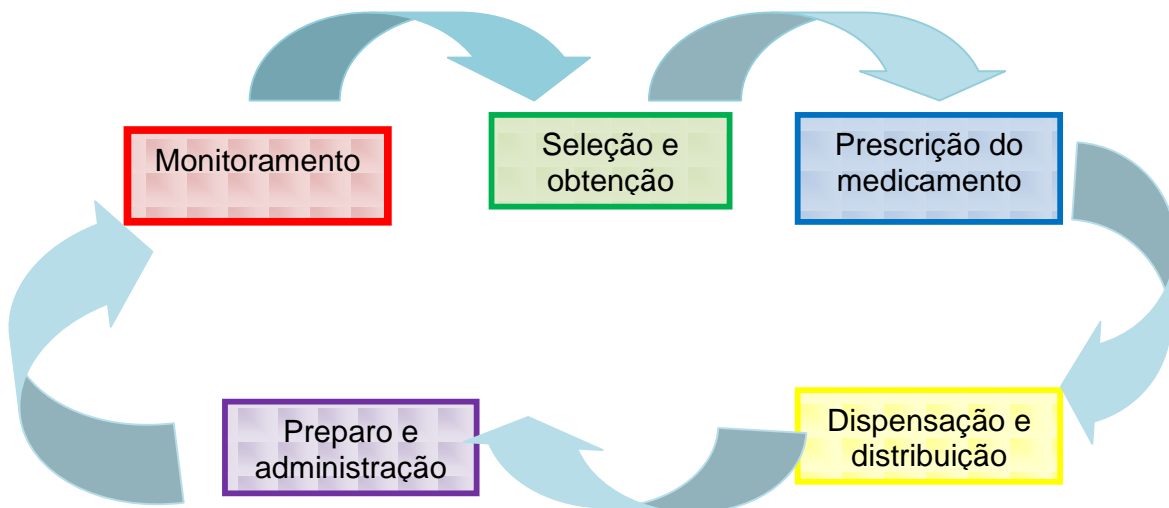 Monitoramento
Seleção e
obtenção
Prescrição do
medicamento
Dispensação e
distribuição
Preparo e
administração